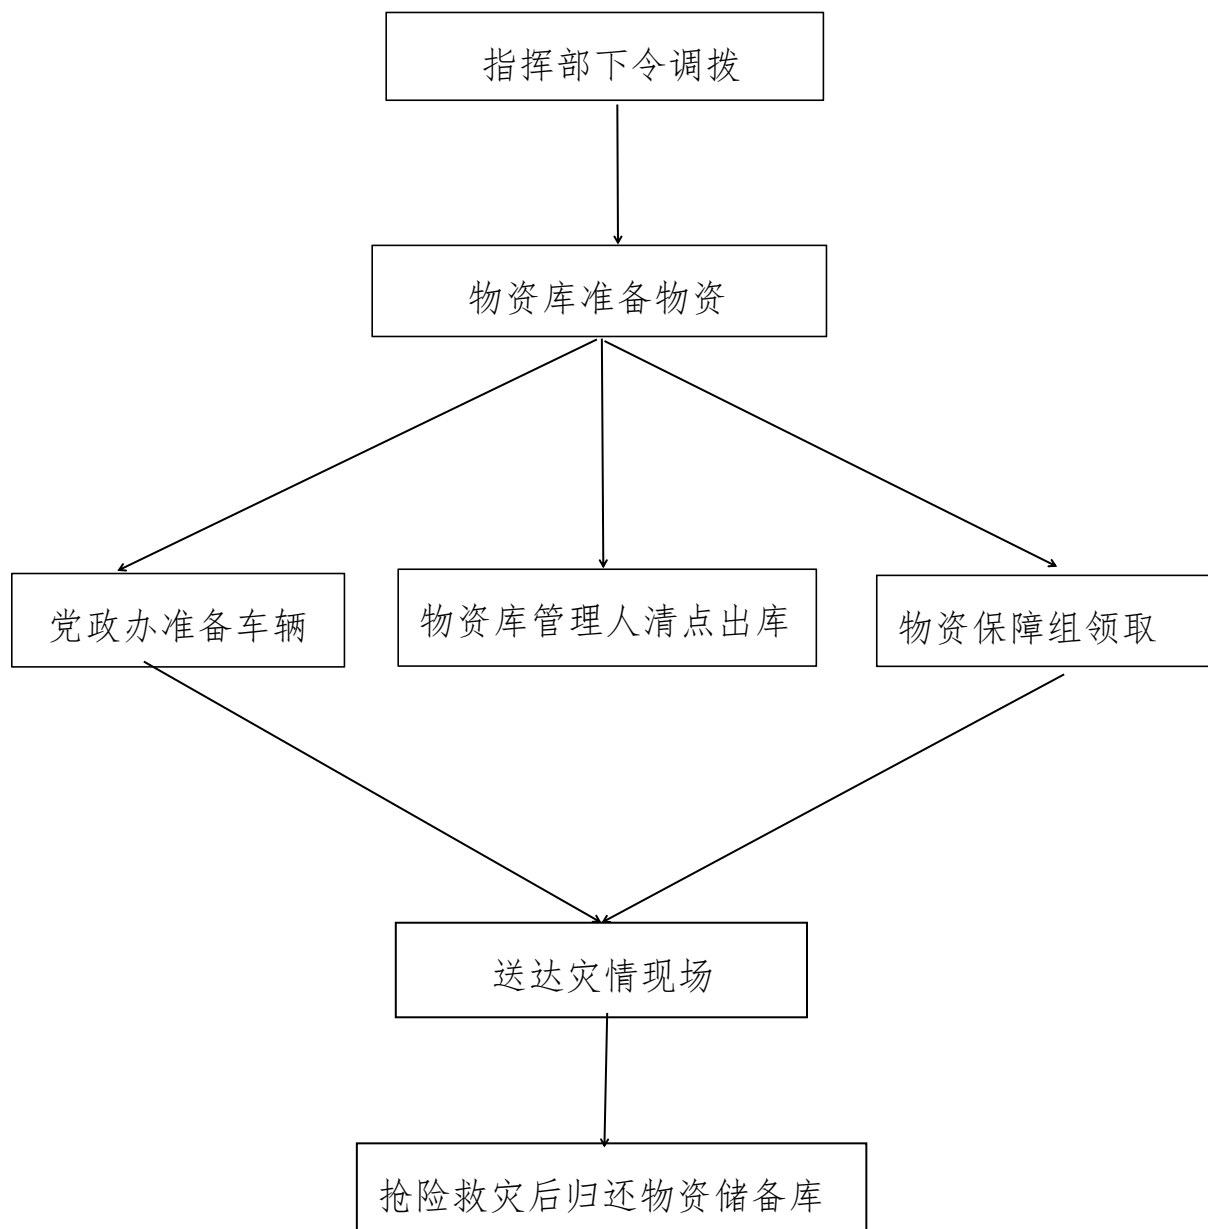 指挥部下令调拨
物资库准备物资
党政办准备车辆
物资库管理人清点出库
物资保障组领取
送达灾情现场
抢险救灾后归还物资储备库